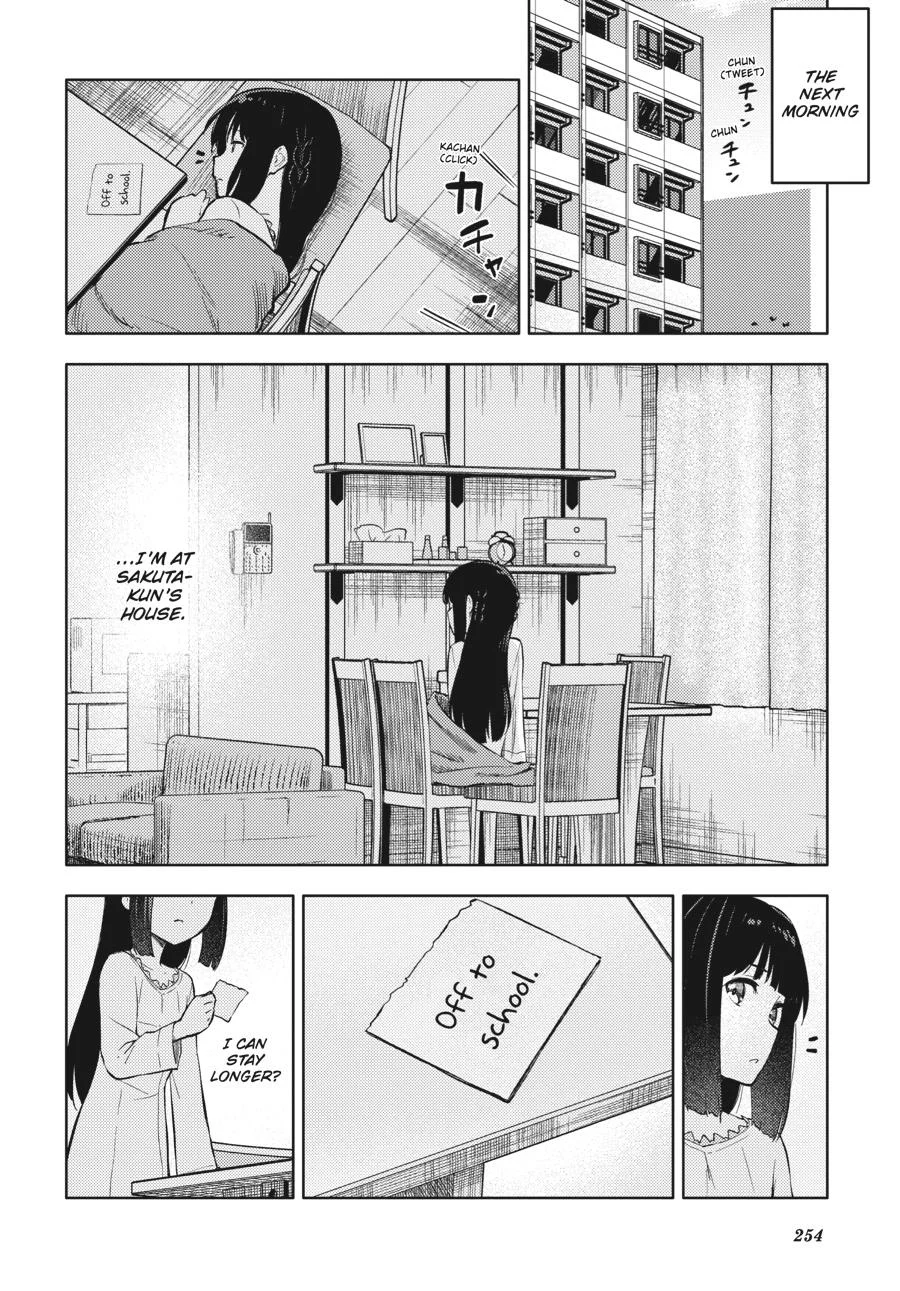 THE
NEXT
MORNING
CHUN
(TWEET)
チュン
CHUN
チュン
KACHAN
(CLICK)
カチャン
Off to
school.
...I'M AT
SAKUTA-
KUN'S
HOUSE.
Off to
school.
I CAN
STAY
LONGER?
254